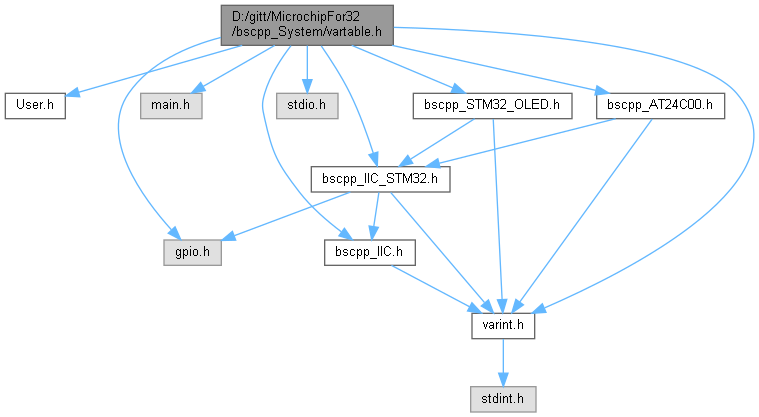 D:/gitt/MicrochipFor32
/bscpp_System/vartable.h
User.h
main.h
stdio.h
bscpp_STM32_OLED.h
bscpp_AT24C00.h
bscpp_IIC_STM32.h
gpio.h
bscpp_IIC.h
varint.h
stdint.h